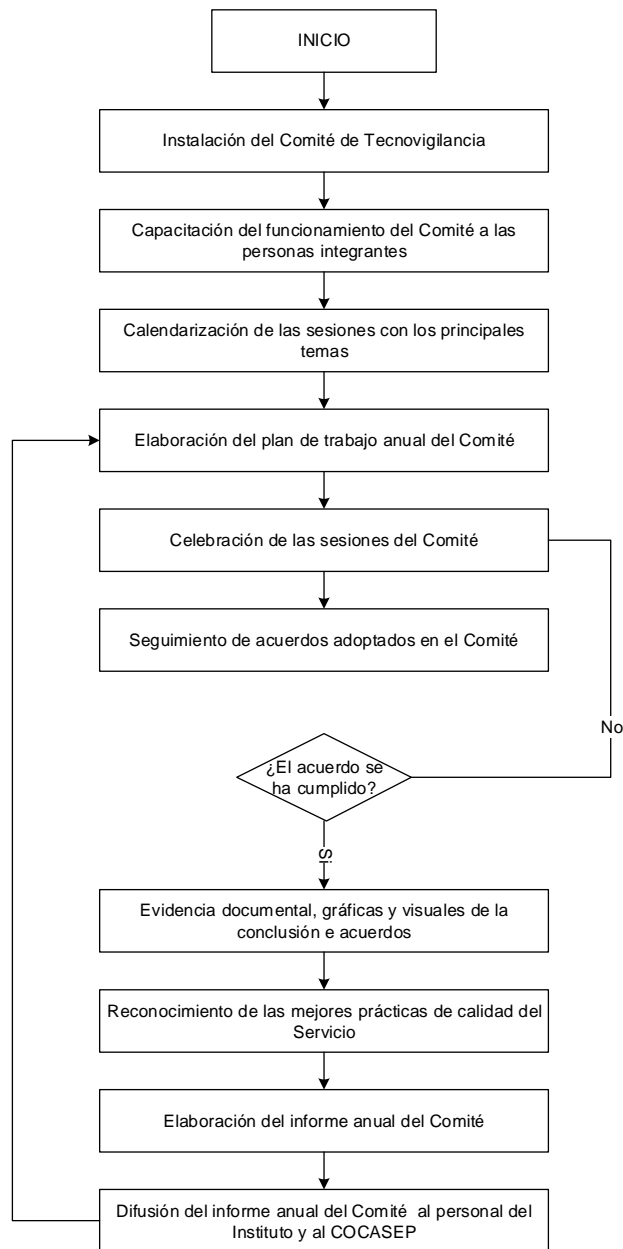 INICIO
Instalación del Comité de Tecnovigilancia
Capacitación del funcionamiento del Comité a las
personas integrantes
Calendarización de las sesiones con los principales
temas
Elaboración del plan de trabajo anual del Comité
Celebración de las sesiones del Comité
Seguimiento de acuerdos adoptados en el Comité
No
¿El acuerdo se
ha cumplido?
Si
Evidencia documental, gráficas y visuales de la
conclusión e acuerdos
Reconocimiento de las mejores prácticas de calidad del
Servicio
Elaboración del informe anual del Comité
Difusión del informe anual del Comité al personal del
Instituto y al COCASEP